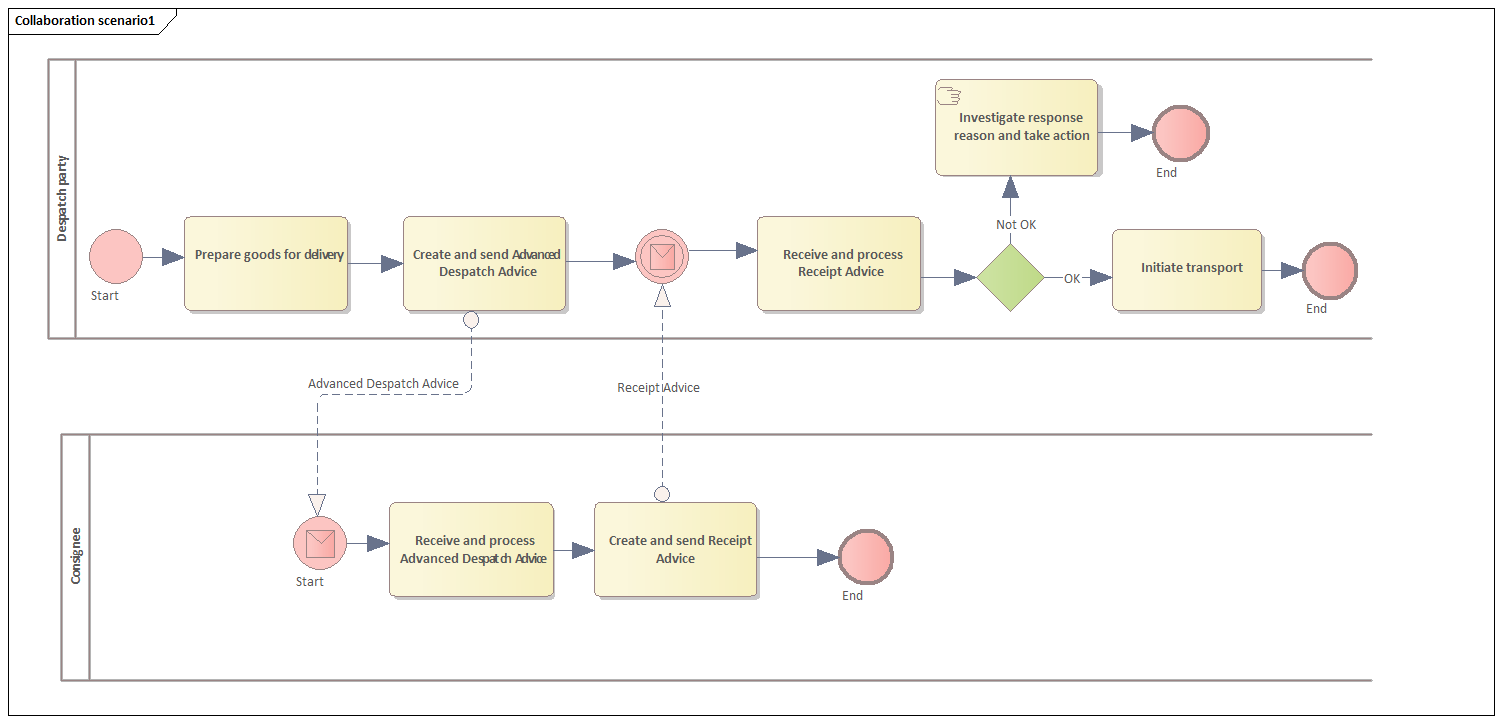 Collaboration scenario1
Despatch party
Investigate response
reason and take action
End
Not OK
Start
Prepare goods for delivery
Create and send Advanced
Despatch Advice
Receive and process
Receipt Advice
OK
Initiate transport
End
Advanced Despatch Advice
Receipt Advice
Consignee
Start
Receive and process
Advanced Despatch Advice
Create and send Receipt
Advice
End